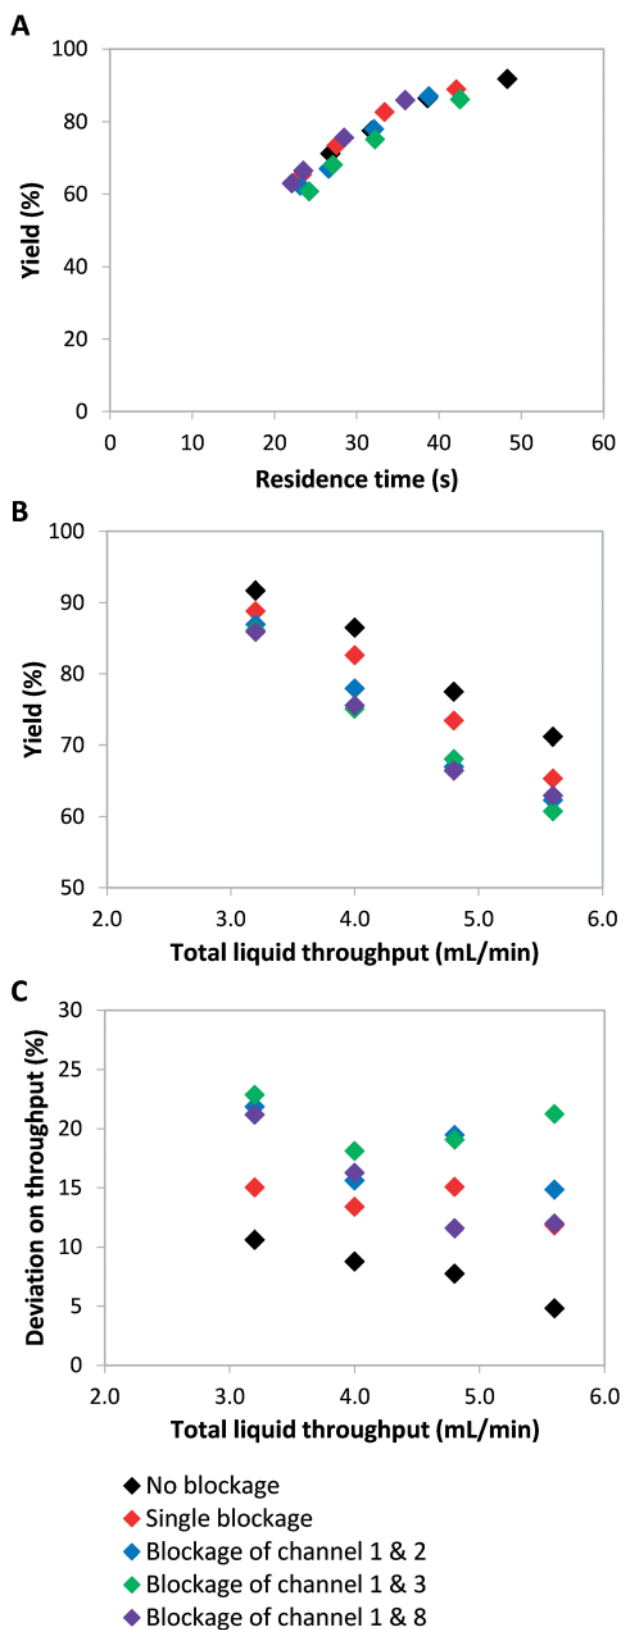 A
100
80
60
40
20
0
Yield (%)
0 10 20 30 40 50 60
Residence time (s)
B
100
90
80
70
60
50
Yield (%)
2.0 3.0 4.0 5.0 6.0
Total liquid throughput (mL/min)
C
30
25
20
15
10
5
0
Deviation on throughput (%)
2.0 3.0 4.0 5.0 6.0
Total liquid throughput (mL/min)
No blockage
Single blockage
Blockage of channel 1 & 2
Blockage of channel 1 & 3
Blockage of channel 1 & 8